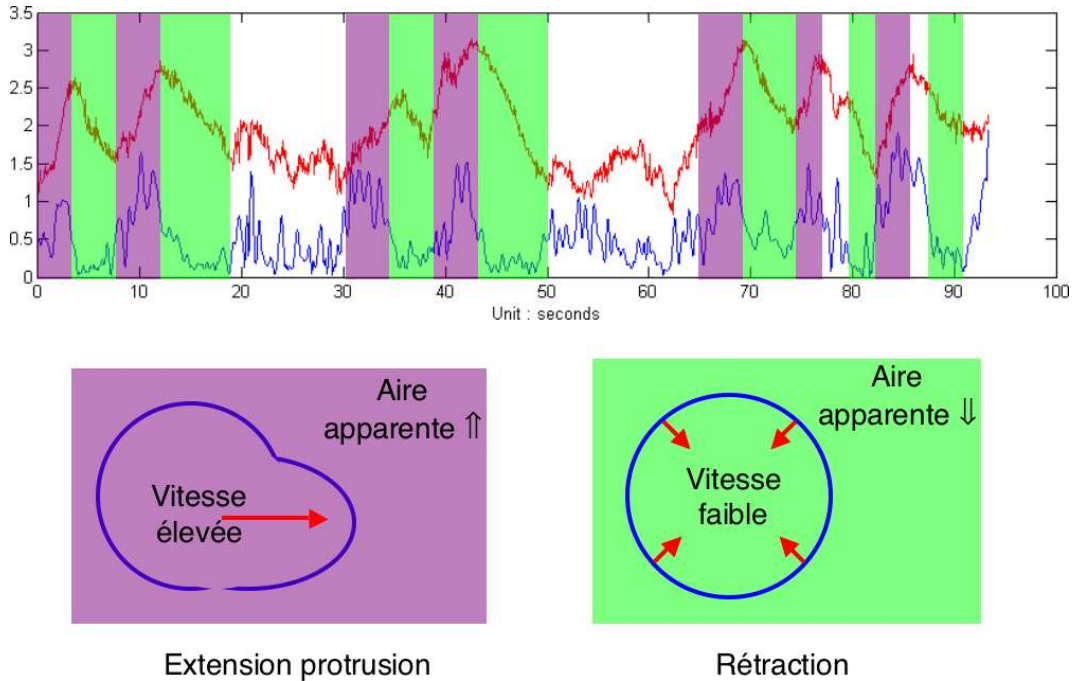 3.5
3
2.5
2
1.5
1
0.5
0
0 10 20 30 40 50 60 70 80 90 100
Unit : seconds
Aire
apparente ⇑
Vitesse
élevée
Extension protrusion
Aire
apparente ⇓
Vitesse
faible
Rétraction